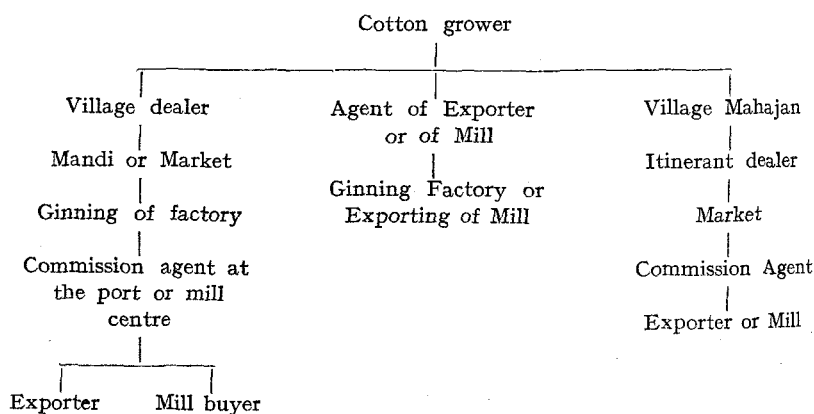 Cotton grower
Village dealer
Mandi or Market
Ginning of factory
Commission agent at
the port or mill
centre
Exporter
Mill buyer
Agent of Exporter
or of Mill
Ginning Factory or
Exporting of Mill
Village Mahajan
Itinerant dealer
Market
Commission Agent
Exporter or Mill